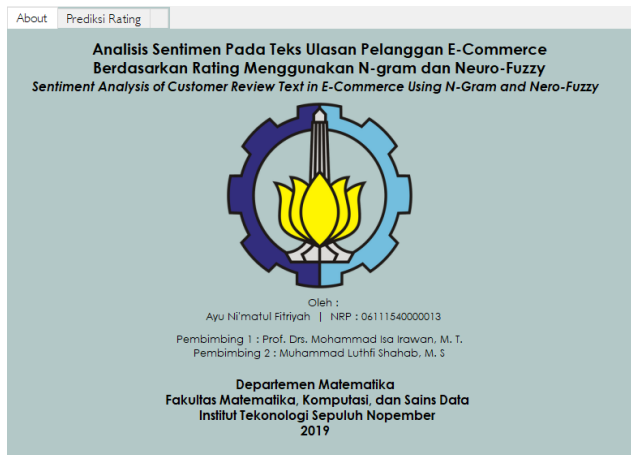 About Prediksi Rating
Analisis Sentimen Pada Teks Ulasan Pelanggan E-Commerce
Berdasarkan Rating Menggunakan N-gram dan Neuro-Fuzzy
Sentiment Analysis of Customer Review Text in E-Commerce Using N-Gram and Nero-Fuzzy
Oleh :
Ayu Ni'matul Fitriyah | NRP : 06111540000013
Pembimbing 1 : Prof. Drs. Mohammad Isa Irawan, M. T.
Pembimbing 2 : Muhammad Luthfi Shahab, M. S
Departemen Matematika
Fakultas Matematika, Komputasi, dan Sains Data
Institut Tekonologi Sepuluh Nopember
2019